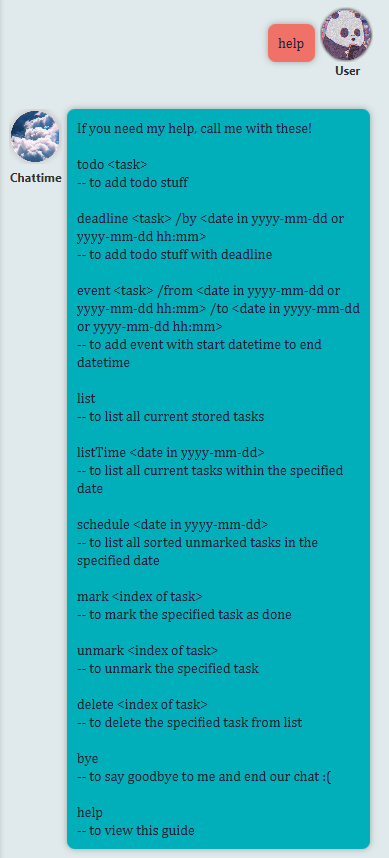 help
User
Chattime
If you need my help, call me with these!
todo <task>
-- to add todo stuff
deadline <task> /by <date in yyyy-mm-dd or
yyyy-mm-dd hh:mm>
-- to add todo stuff with deadline
event <task> /from <date in yyyy-mm-dd or
yyyy-mm-dd hh:mm> /to <date in yyyy-mm-dd
or yyyy-mm-dd hh:mm>
-- to add event with start datetime to end
datetime
list
-- to list all current stored tasks
listTime <date in yyyy-mm-dd>
-- to list all current tasks within the specified
date
schedule <date in yyyy-mm-dd>
-- to list all sorted unmarked tasks in the
specified date
mark <index of task>
-- to mark the specified task as done
unmark <index of task>
-- to unmark the specified task
delete <index of task>
-- to delete the specified task from list
bye
-- to say goodbye to me and end our chat :(
help
-- to view this guide